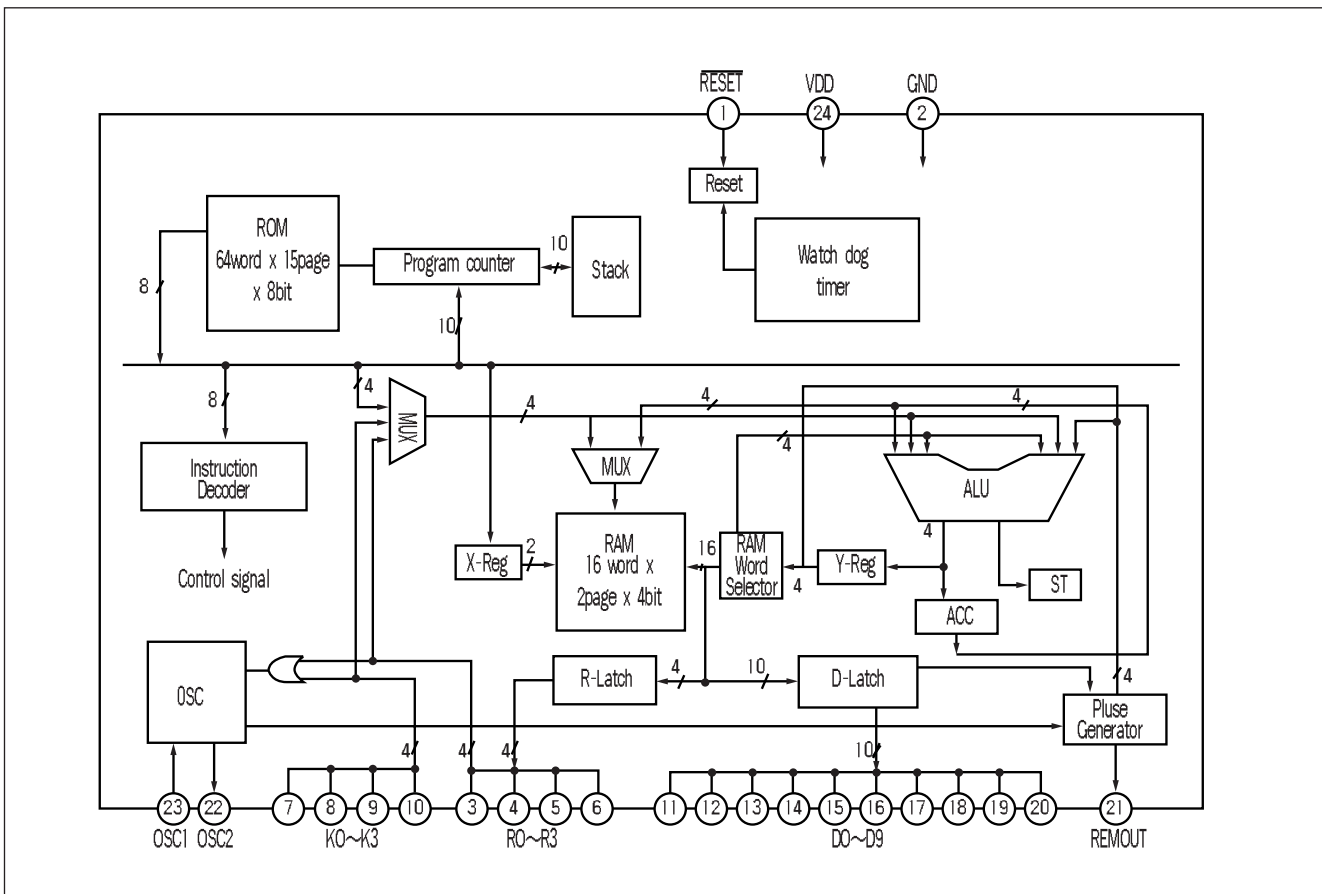 RESET VDD GND
1 24 2
Reset
ROM
64word x 15page
x 8bit
Program counter
10
Stack
Watch dog
timer
8
10
8
4
MUX
4
4
4
4
Instruction
Decoder
MUX
ALU
4
Control signal
X-Reg
2
RAM
16 word x
2page x 4bit
16
RAM
Word
Selector
4
Y-Reg
ST
ACC
OSC
R-Latch
4
10
D-Latch
4
Pluse
Generator
4
4
4
10
23 22 7 8 9 10 3 4 5 6 11 12 13 14 15 16 17 18 19 20 21
OSC1 OSC2 K0~K3 R0~R3 D0~D9 REMOUT